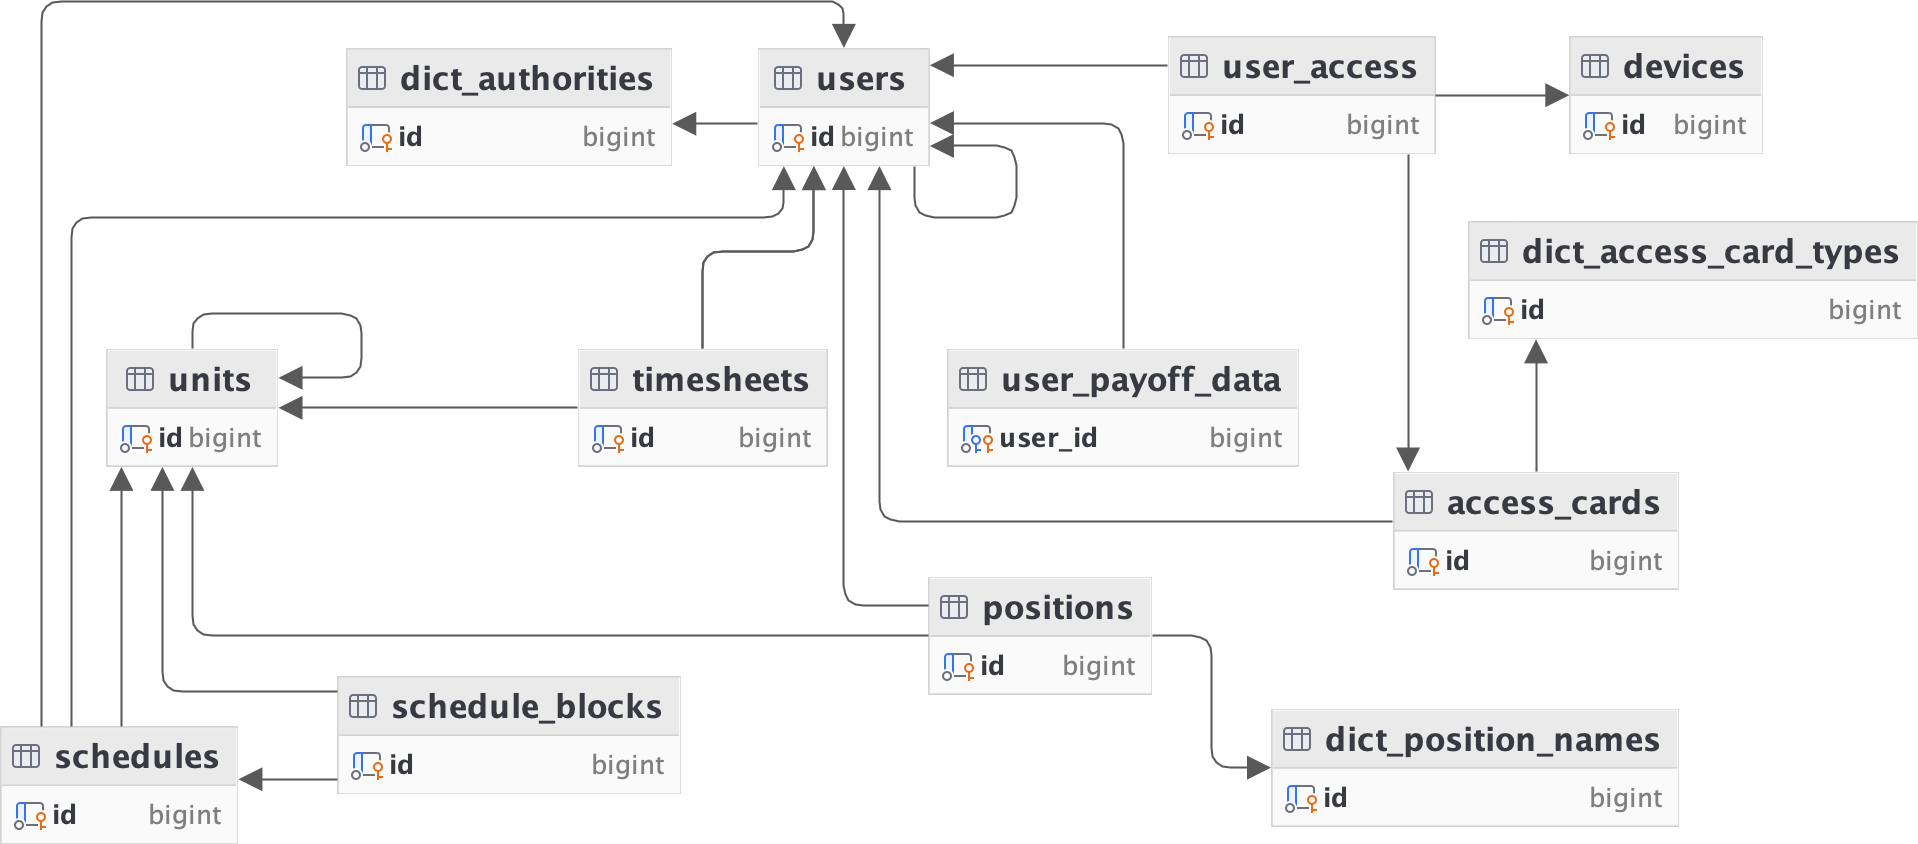 dict_authorities
id bigint
users
id bigint
user_access
id bigint
devices
id bigint
dict_access_card_types
id bigint
units
id bigint
timesheets
id bigint
user_payoff_data
user_id bigint
access_cards
id bigint
positions
id bigint
schedule_blocks
id bigint
schedules
id bigint
dict_position_names
id bigint